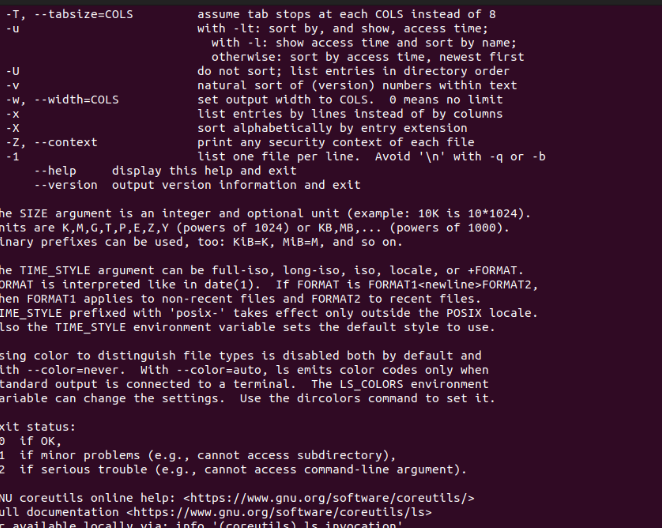 -T, --tabsize=COLS         assume tab stops at each COLS instead of 8
-u                         with -lt: sort by, and show, access time;
                             with -l: show access time and sort by name;
                             otherwise: sort by access time, newest first
-U                         do not sort; list entries in directory order
-v                         natural sort of (version) numbers within text
-w, --width=COLS           set output width to COLS.  0 means no limit
-x                         list entries by lines instead of by columns
-X                         sort alphabetically by entry extension
-Z, --context              print any security context of each file
-1                         list one file per line.  Avoid '\n' with -q or -b
    --help     display this help and exit
    --version  output version information and exit
he SIZE argument is an integer and optional unit (example: 10K is 10*1024).
nits are K,M,G,T,P,E,Z,Y (powers of 1024) or KB,MB,... (powers of 1000).
inary prefixes can be used, too: KiB=K, MiB=M, and so on.
he TIME_STYLE argument can be full-iso, long-iso, iso, locale, or +FORMAT.
ORMAT is interpreted like in date(1).  If FORMAT is FORMAT1<newline>FORMAT2,
hen FORMAT1 applies to non-recent files and FORMAT2 to recent files.
IME_STYLE prefixed with 'posix-' takes effect only outside the POSIX locale.
lso the TIME_STYLE environment variable sets the default style to use.
sing color to distinguish file types is disabled both by default and
ith --color=never.  With --color=auto, ls emits color codes only when
tandard output is connected to a terminal.  The LS_COLORS environment
ariable can change the settings.  Use the dircolors command to set it.
xit status:
0  if OK,
1  if minor problems (e.g., cannot access subdirectory),
2  if serious trouble (e.g., cannot access command-line argument).
NU coreutils online help: <https://www.gnu.org/software/coreutils/>
ull documentation <https://www.gnu.org/software/coreutils/ls>
r available locally via: info '(coreutils) ls invocation'